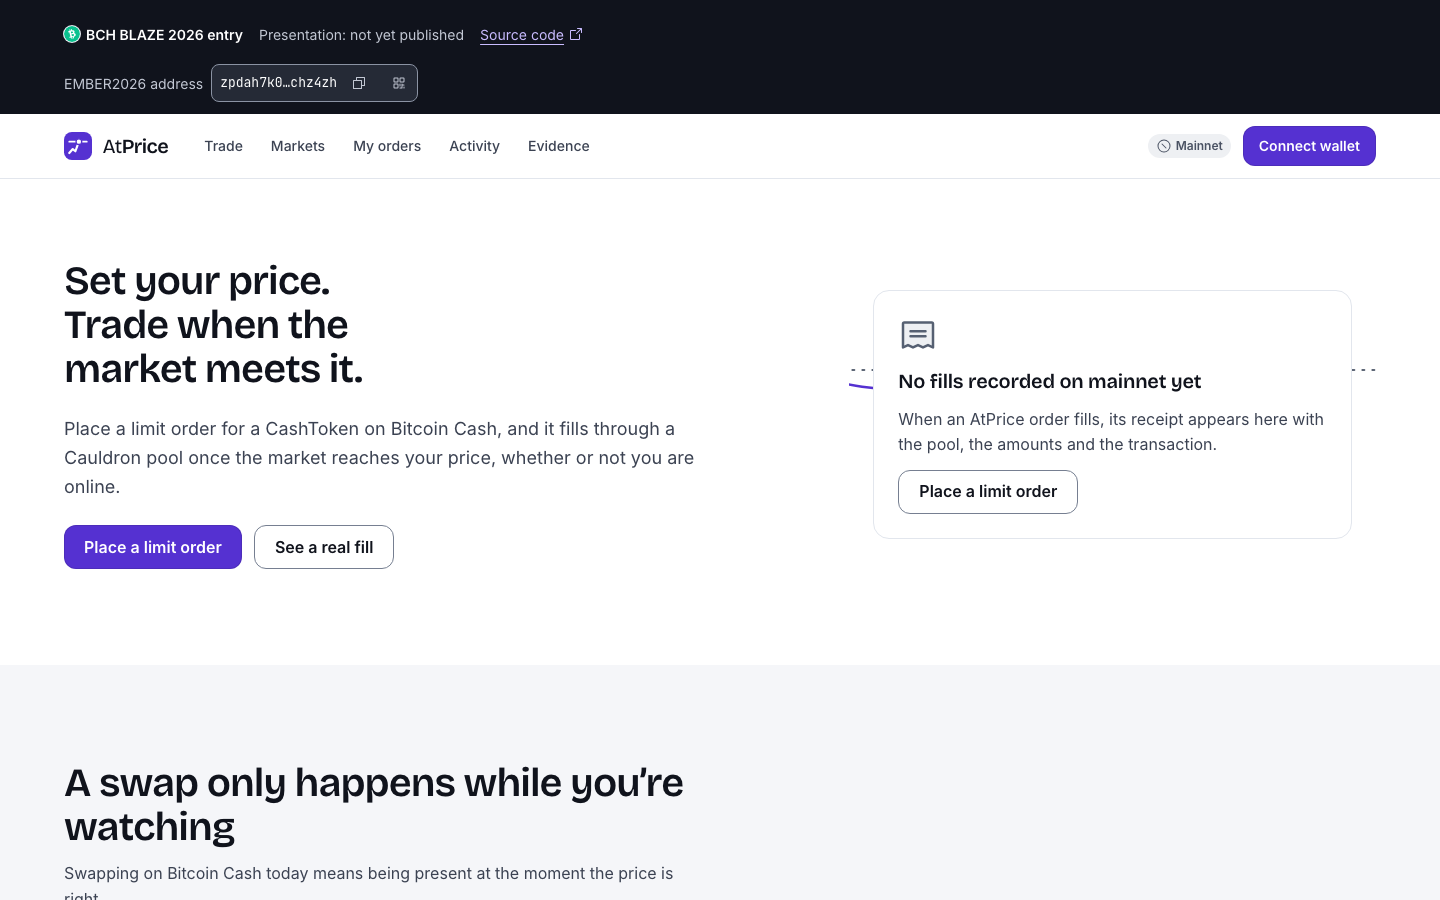 BCH BLAZE 2026 entry Presentation: not yet published Source code
EMBER2026 address zpdah7k0…chz4zh
AtPrice Trade Markets My orders Activity Evidence Mainnet Connect wallet
Set your price.
Trade when the
market meets it.
Place a limit order for a CashToken on Bitcoin Cash, and it fills through a
Cauldron pool once the market reaches your price, whether or not you are
online.
Place a limit order See a real fill
No fills recorded on mainnet yet
When an AtPrice order fills, its receipt appears here with
the pool, the amounts and the transaction.
Place a limit order
A swap only happens while you’re
watching
Swapping on Bitcoin Cash today means being present at the moment the price is
right.